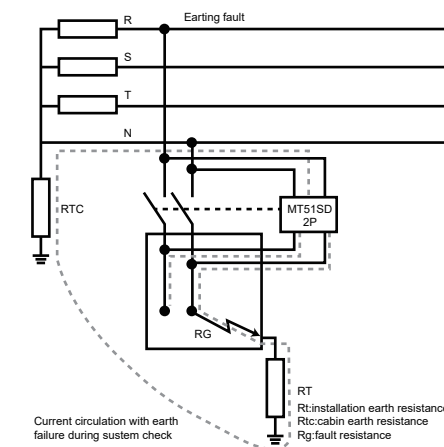 R
Earting fault
S
T
N
RTC
MT51SD
2P
RG
RT
Rt:installation earth resistance
Rtc:cabin earth resistance
Rg:fault resistance
Current circulation with earth
failure during sustem check